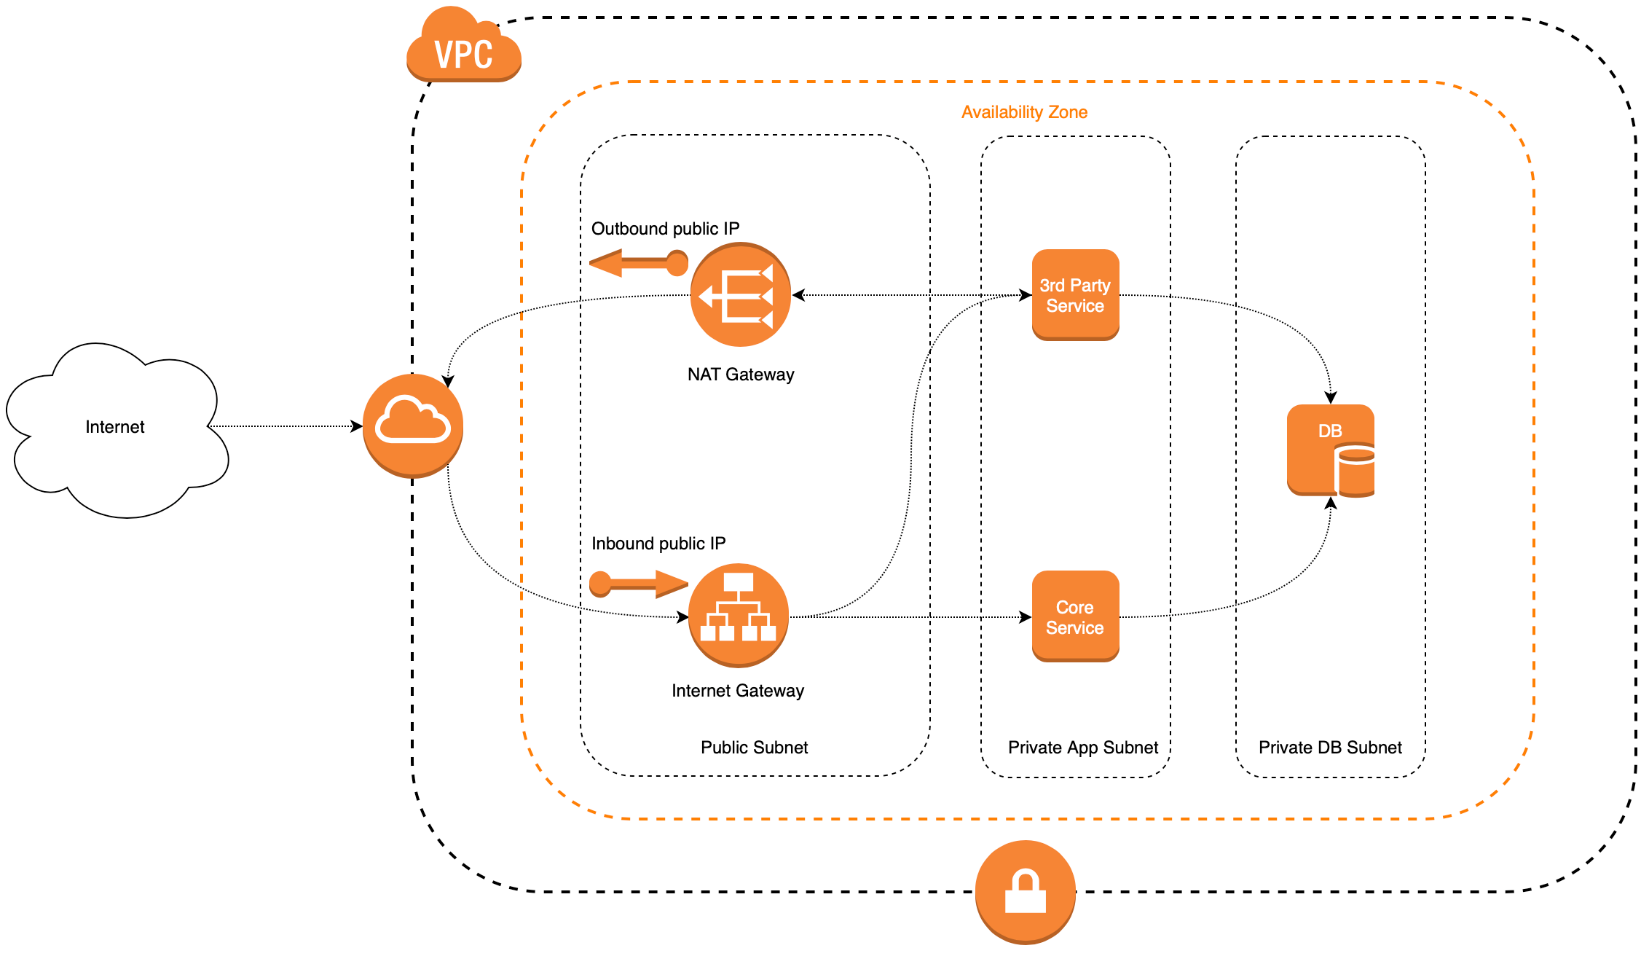 VPC
Availability Zone
Outbound public IP
3rd Party
Service
NAT Gateway
Internet
DB
Inbound public IP
Core
Service
Internet Gateway
Public Subnet
Private App Subnet
Private DB Subnet